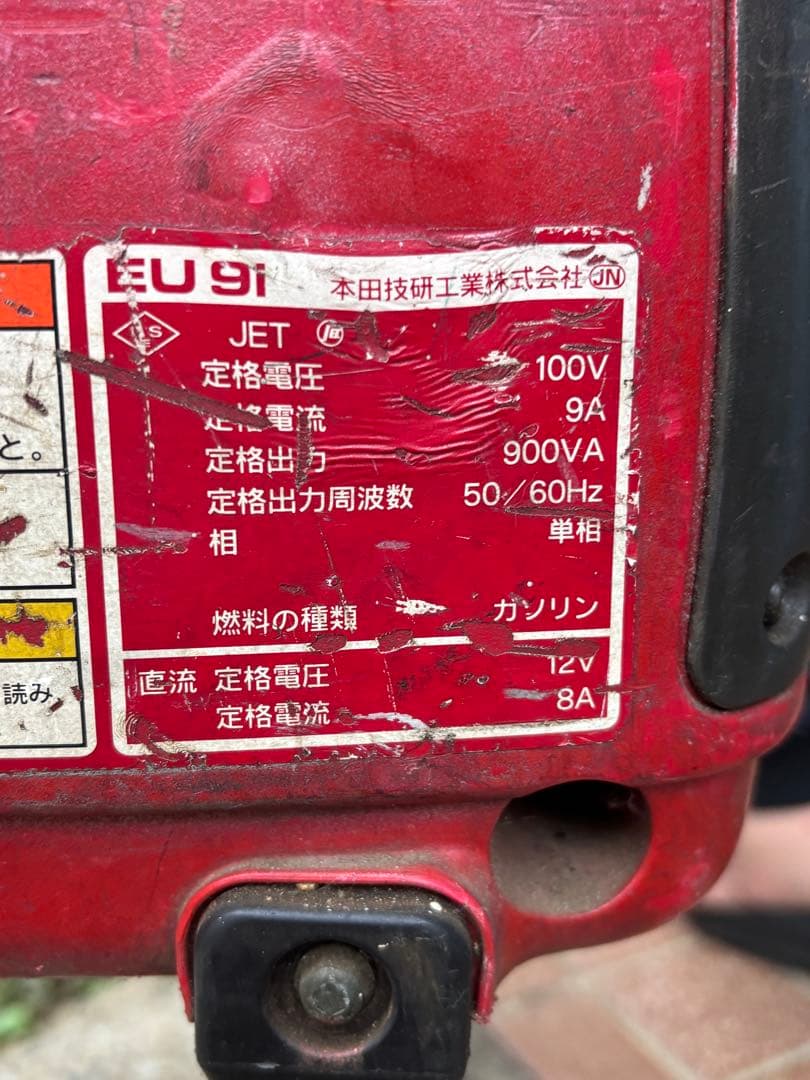 EU 9i
本田技研工業株式会社 JN
SE
JET
定格電圧 100V
定格電流 9A
定格出力 900VA
定格出力周波数 50/60Hz
相 単相
燃料の種類 ガソリン
直流 定格電圧 12V
定格電流 8A
と。
読み